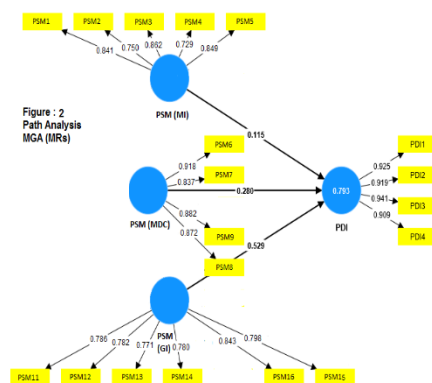 PSM1 PSM2 PSM3 PSM4 PSM5
0.841 0.750 0.862 0.729 0.849
PSM (MI)
Figure : 2
Path Analysis
MGA (MRs)
0.115
PSM6
0.918
PSM7
0.837
PSM (MDC)
0.280
0.882
PSM9
0.872
PSM8
0.793
PDI
0.925
PDI1
0.919
PDI2
0.941
PDI3
0.909
PDI4
0.529
PSM
(GI)
0.786 0.782 0.771 0.780 0.843 0.798
PSM11 PSM12 PSM13 PSM14 PSM16 PSM15